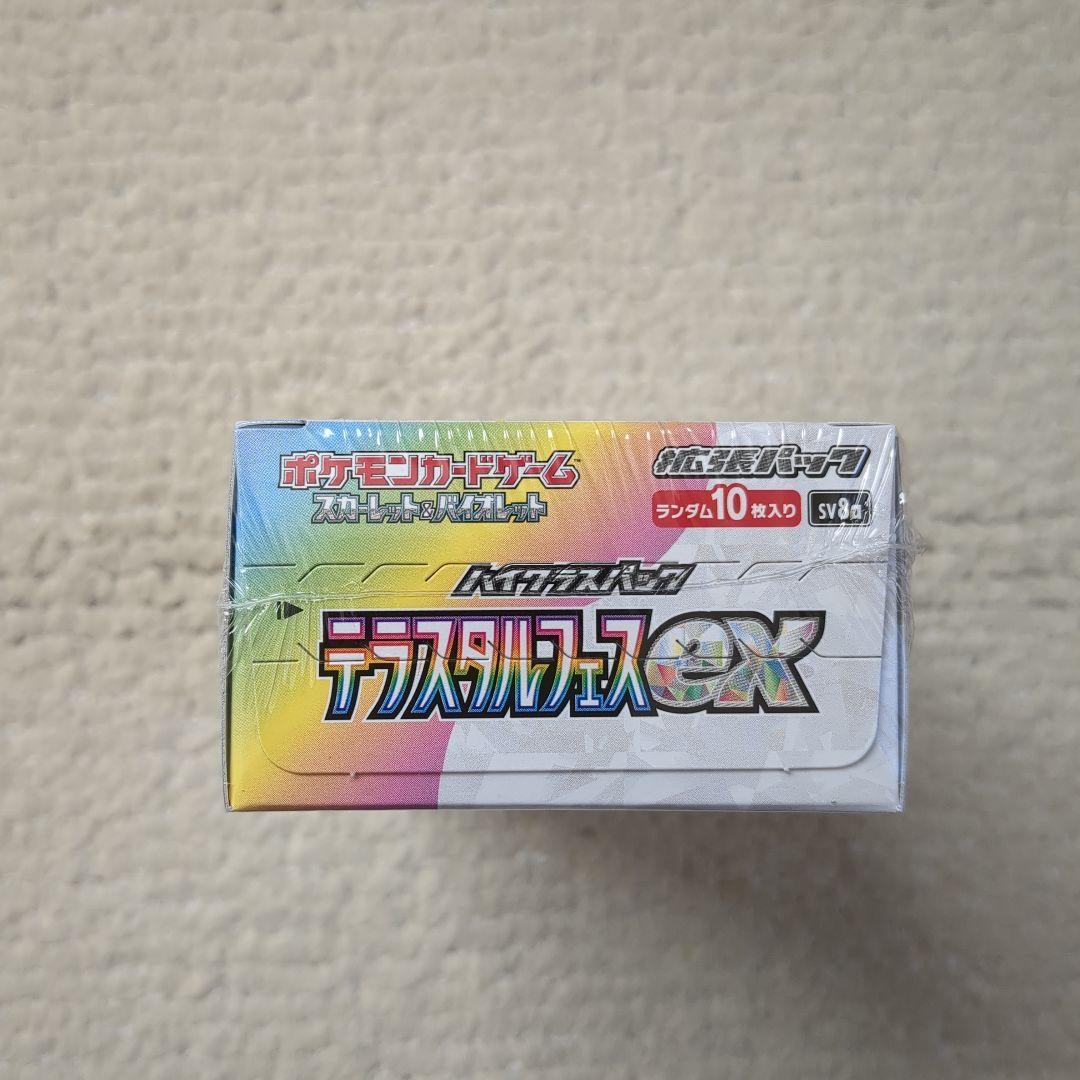 ポケモンカードゲーム™
スカーレット&バイオレット
拡張パック
ランダム10枚入り SV8a
ハイクラスパック
テラスタルフェスex